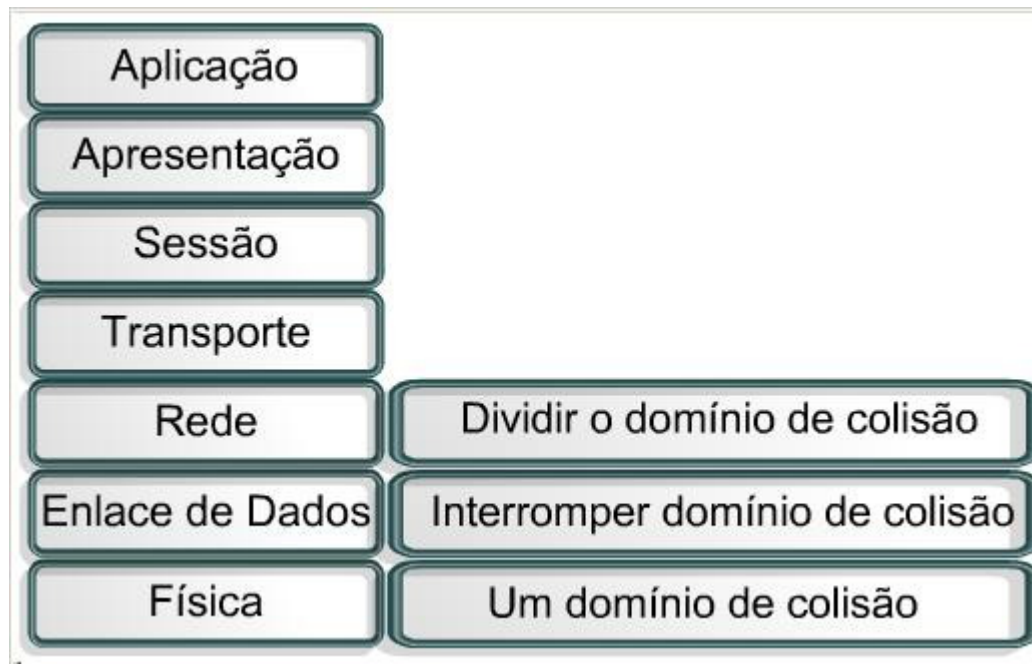 Aplicação
Apresentação
Sessão
Transporte
Rede
Dividir o domínio de colisão
Enlace de Dados
Interromper domínio de colisão
Física
Um domínio de colisão